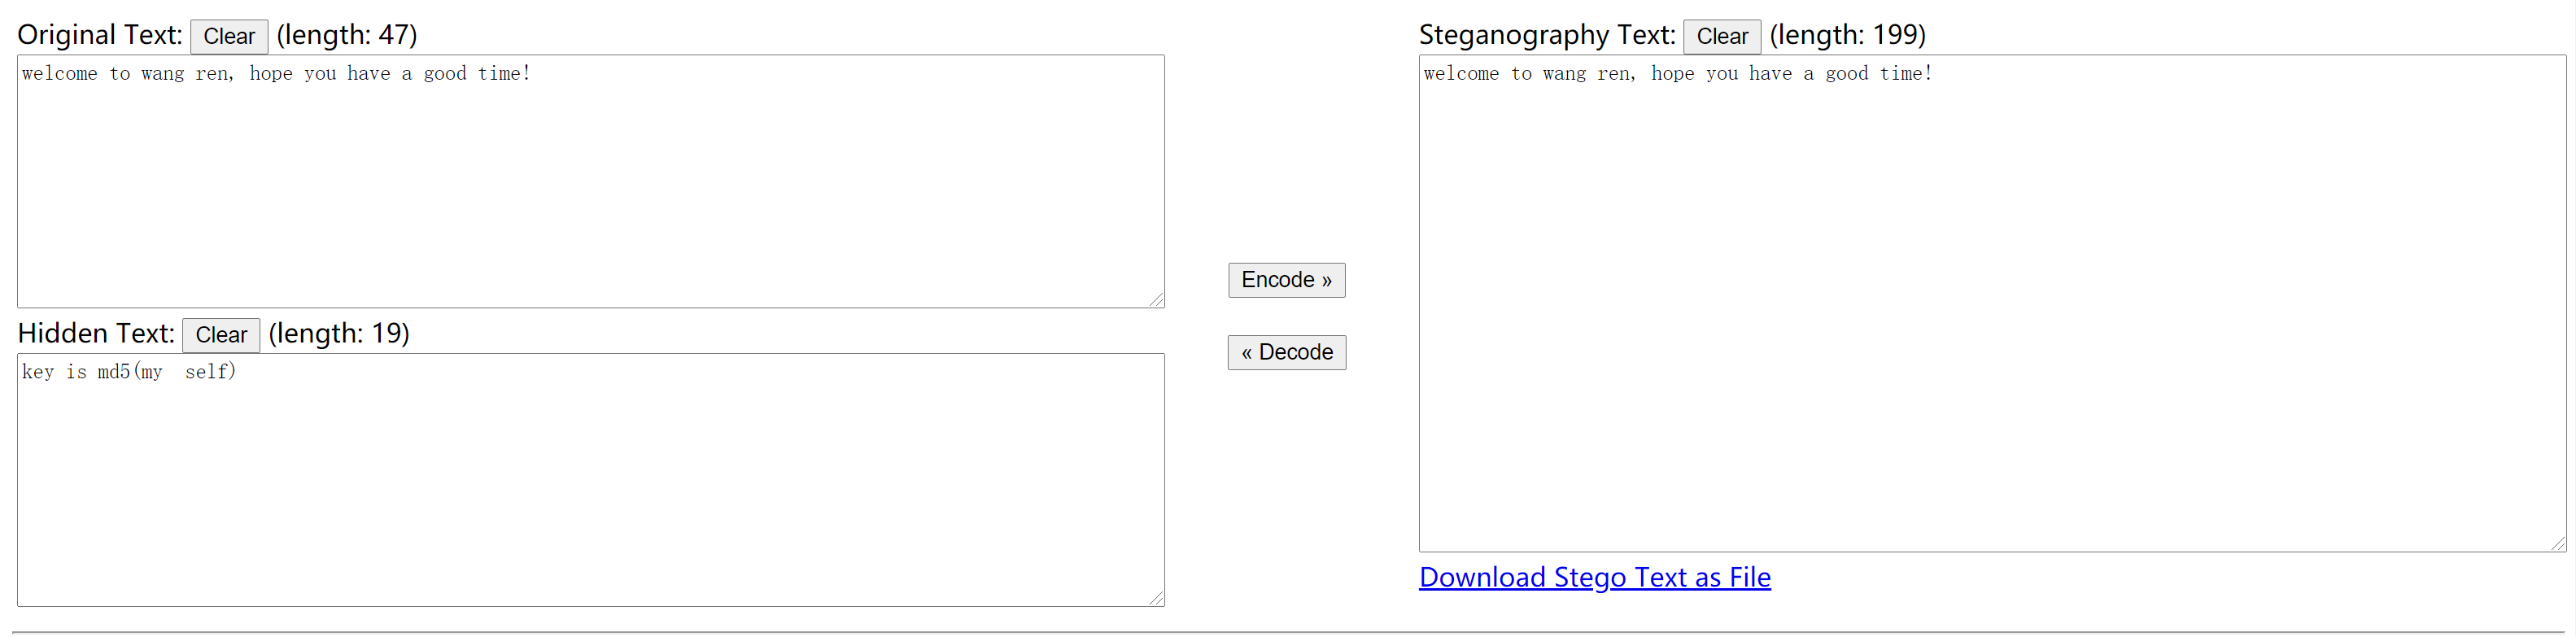 Original Text: Clear (length: 47)
welcome to wang ren, hope you have a good time!
Hidden Text: Clear (length: 19)
key is md5(my  self)
Encode »
« Decode
Steganography Text: Clear (length: 199)
welcome to wang ren, hope you have a good time!
Download Stego Text as File